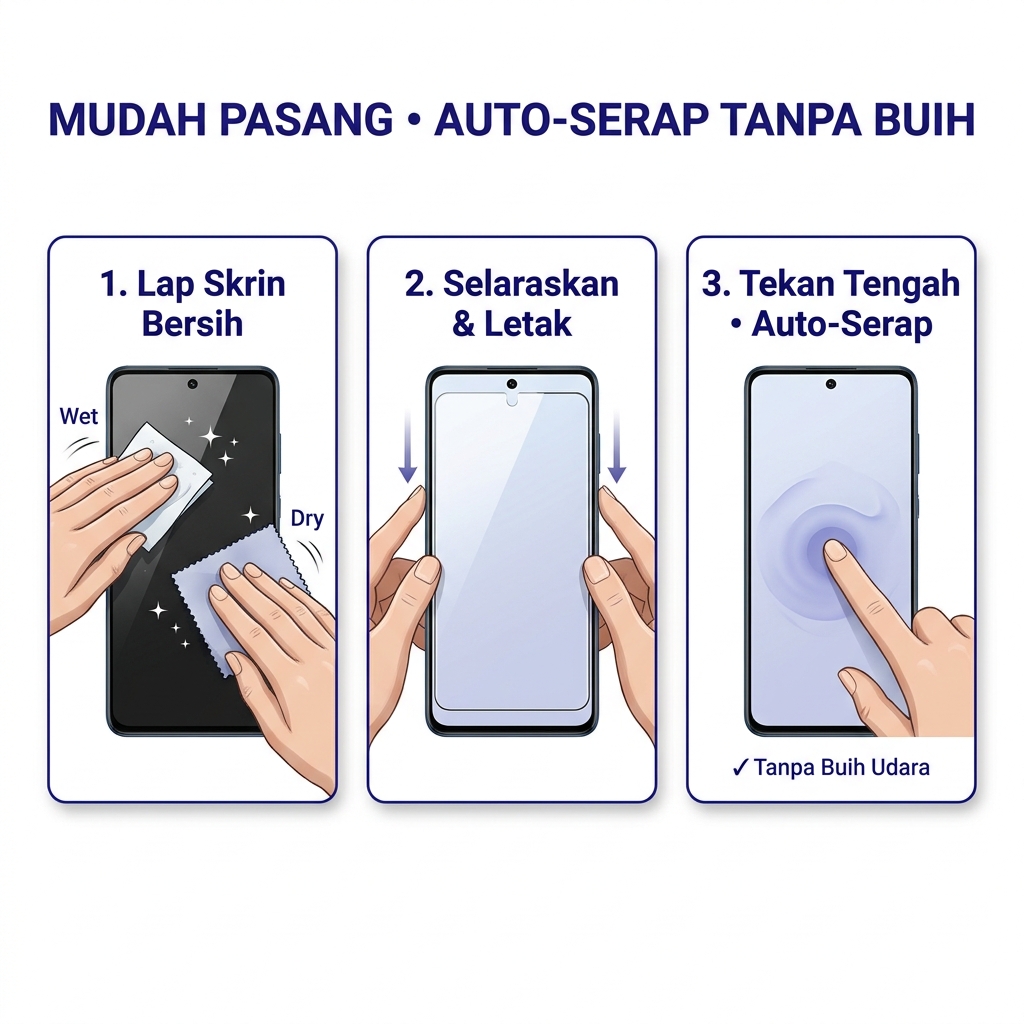 MUDAH PASANG • AUTO-SERAP TANPA BUIH
1. Lap Skrin
Bersih
Wet
Dry
2. Selaraskan
& Letak
3. Tekan Tengah
• Auto-Serap
✓ Tanpa Buih Udara